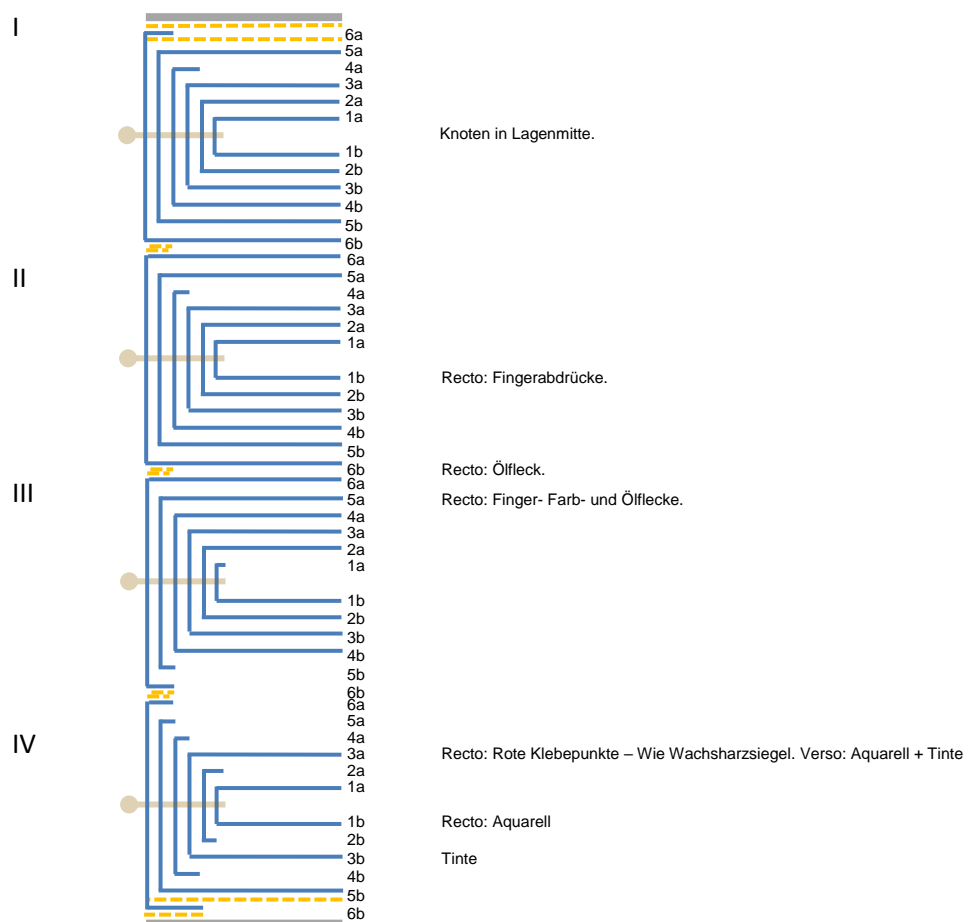 I
6a
5a
4a
3a
2a
1a
Knoten in Lagenmitte.
1b
2b
3b
4b
5b
6b
II
6a
5a
4a
3a
2a
1a
1b Recto: Fingerabdrücke.
2b
3b
4b
5b
6b Recto: Ölfleck.
III
6a
5a Recto: Finger- Farb- und Ölflecke.
4a
3a
2a
1a
1b
2b
3b
4b
5b
6b
IV
6a
5a
4a
3a Recto: Rote Klebepunkte – Wie Wachsharzsiegel. Verso: Aquarell + Tinte
2a
1a
1b Recto: Aquarell
2b
3b Tinte
4b
5b
6b